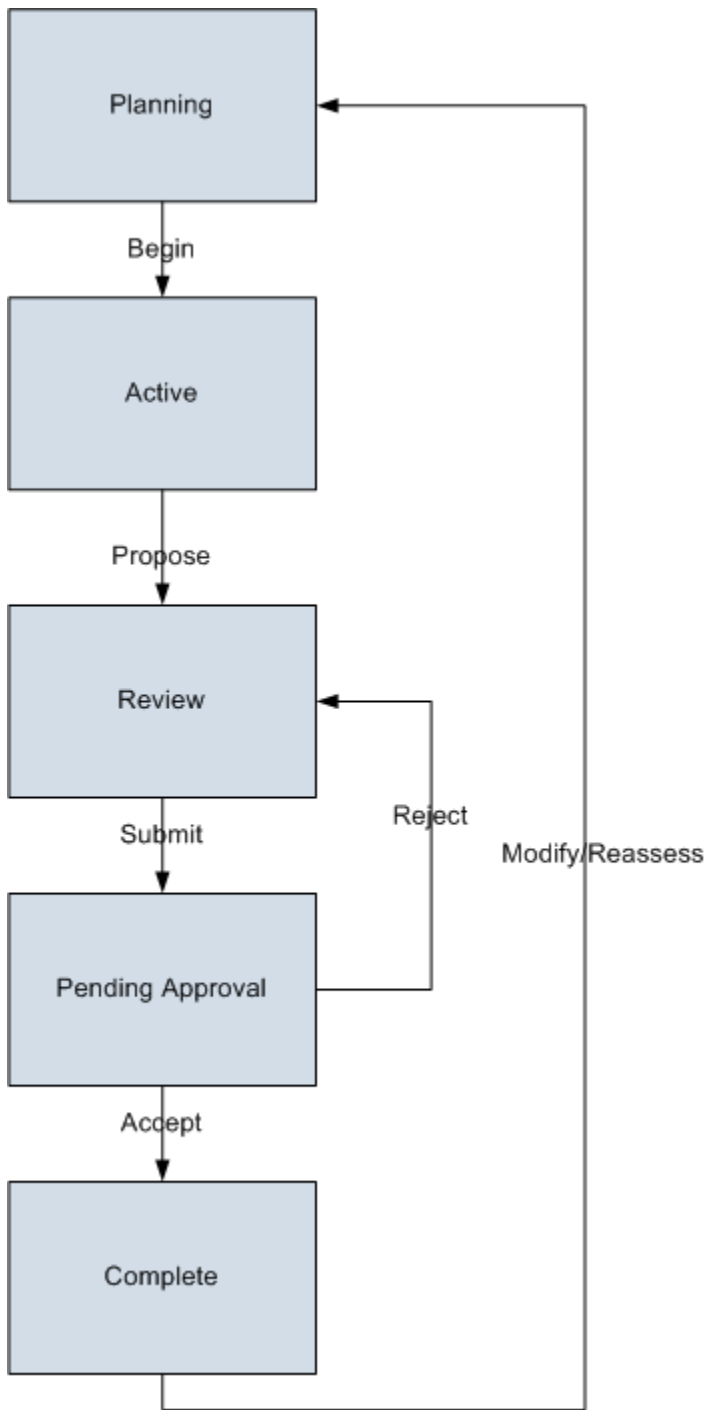 Planning
Begin
Active
Propose
Review
Submit
Reject
Modify/Reassess
Pending Approval
Accept
Complete